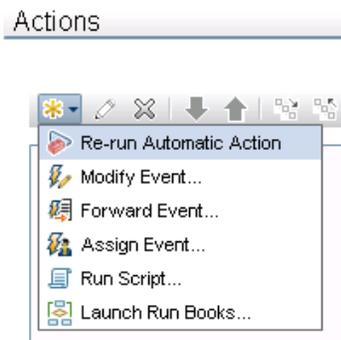 Actions
Re-run Automatic Action
Modify Event...
Forward Event...
Assign Event...
Run Script...
Launch Run Books...